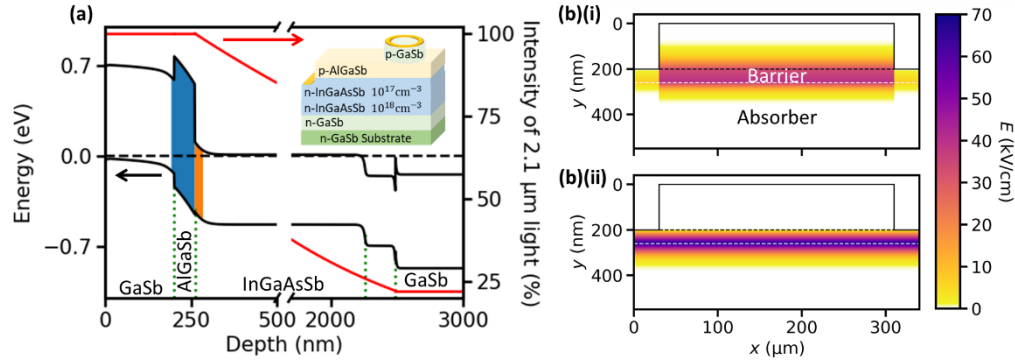 (a)
Energy (eV)
0.7
0.0
−0.7
GaSb
AlGaSb
InGaAsSb
GaSb
0
250
500
2000
3000
Depth (nm)
100
75
50
25
Intensity of 2.1 μm light (%)
p-GaSb
p-AlGaSb
n-InGaAsSb 10¹⁷cm⁻³
n-InGaAsSb 10¹⁸cm⁻³
n-GaSb
n-GaSb Substrate
(b)(i)
y (nm)
0
200
400
Barrier
Absorber
(b)(ii)
y (nm)
0
200
400
0
100
200
300
x (μm)
70
60
50
40
30
20
10
0
E (kV/cm)